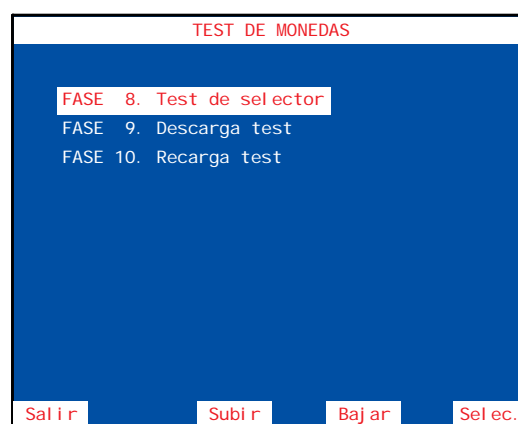 TEST DE MONEDAS
FASE 8. Test de selector
FASE 9. Descarga test
FASE 10. Recarga test
Salir Subir Bajar Selec.